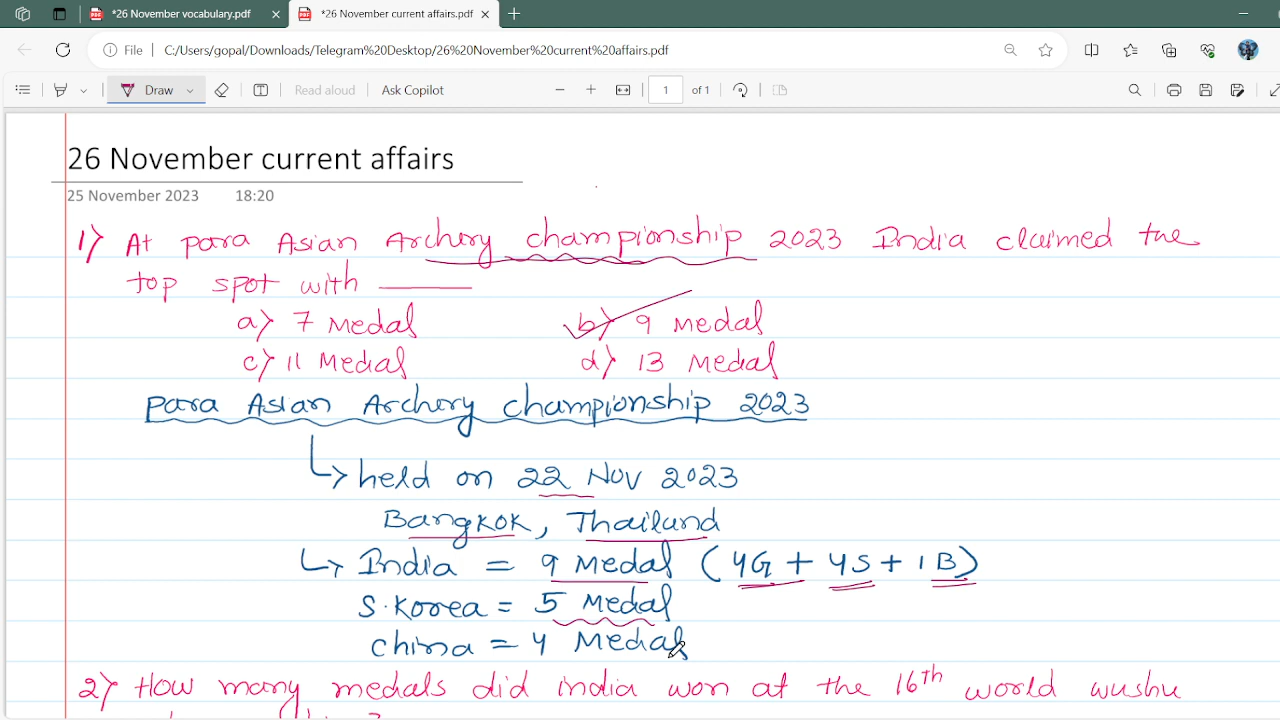 *26 November vocabulary.pdf
*26 November current affairs.pdf
File C:/Users/gopal/Downloads/Telegram%20Desktop/26%20November%20current%20affairs.pdf
Draw Read aloud Ask Copilot 1 of 1
26 November current affairs
25 November 2023 18:20
1) At para Asian Archery championship 2023 India claimed the
top spot with ______
a) 7 Medal b) 9 Medal
c) 11 Medal d) 13 Medal
Para Asian Archery championship 2023
held on 22 Nov 2023
Bangkok, Thailand
India = 9 Medal (4G + 4S + 1B)
S.Korea = 5 Medal
china = 4 Medal
2) How many medals did india won at the 16th world wushu